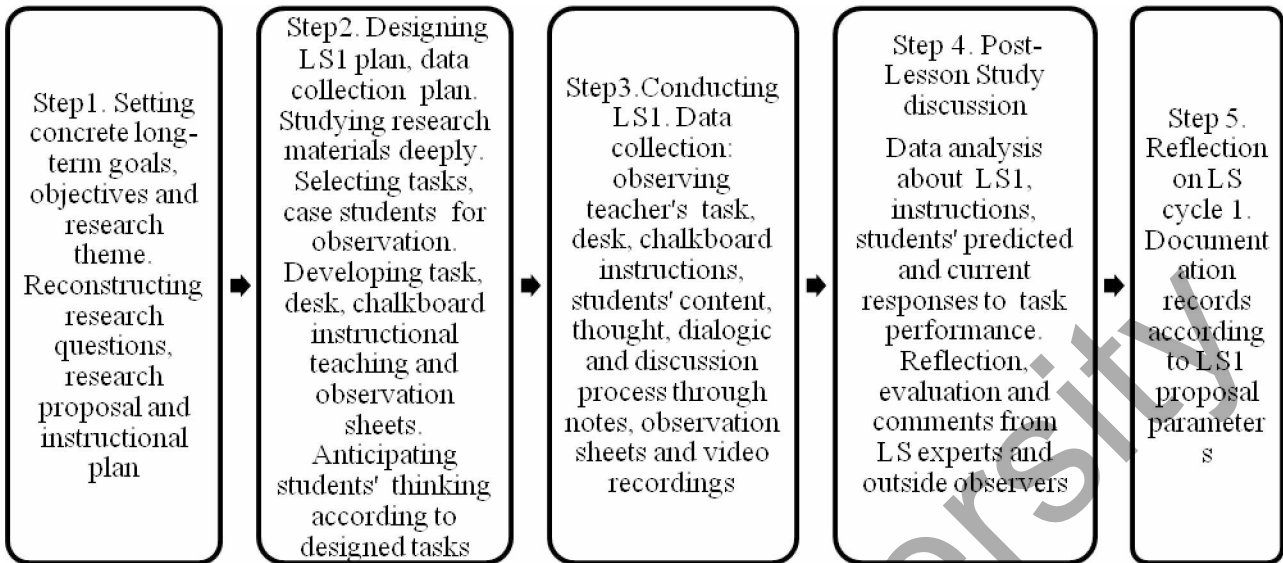 Step1. Setting
concrete long-
term goals,
objectives and
research
theme.
Reconstructing
research
questions,
research
proposal and
instructional
plan
Step2. Designing
LS1 plan, data
collection plan.
Studying research
materials deeply.
Selecting tasks,
case students for
observation.
Developing task,
desk, chalkboard
instructional
teaching and
observation
sheets.
Anticipating
students' thinking
according to
designed tasks
Step3.Conducting
LS1. Data
collection:
observing
teacher's task,
desk, chalkboard
instructions,
students' content,
thought, dialogic
and discussion
process through
notes, observation
sheets and video
recordings
Step 4. Post-
Lesson Study
discussion
Data analysis
about LS1,
instructions,
students' predicted
and current
responses to task
performance.
Reflection,
evaluation and
comments from
LS experts and
outside observers
Step 5.
Reflection
on LS
cycle 1.
Document
ation
records
according
to LS1
proposal
parameter
s
ersity